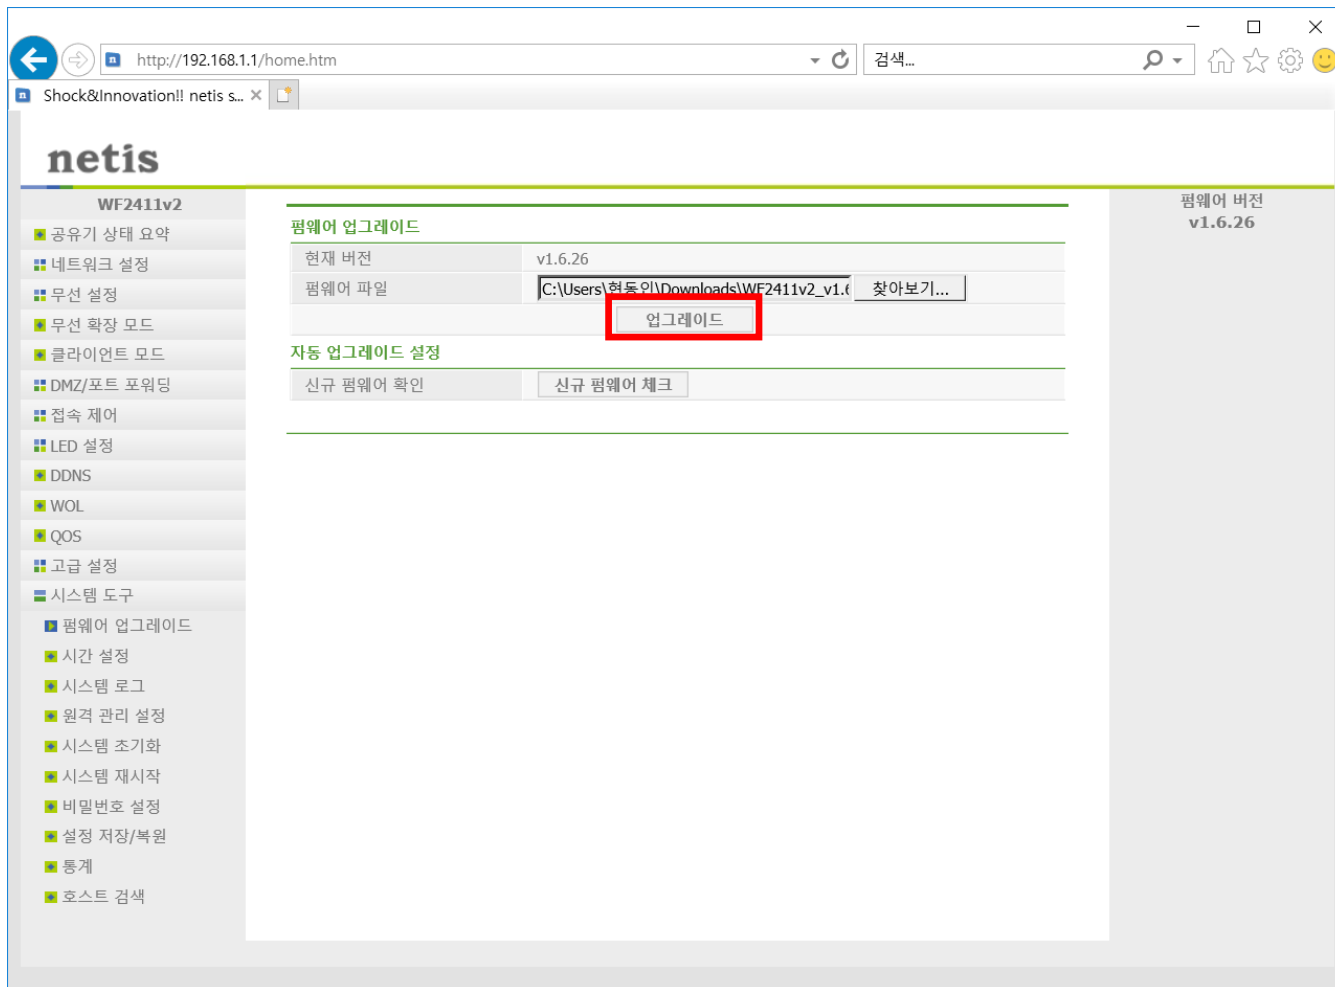 http://192.168.1.1/home.htm
검색...
Shock&Innovation!! netis s...
netis
WF2411v2
공유기 상태 요약
네트워크 설정
무선 설정
무선 확장 모드
클라이언트 모드
DMZ/포트 포워딩
접속 제어
LED 설정
DDNS
WOL
QOS
고급 설정
시스템 도구
펌웨어 업그레이드
시간 설정
시스템 로그
원격 관리 설정
시스템 초기화
시스템 재시작
비밀번호 설정
설정 저장/복원
통계
호스트 검색
펌웨어 업그레이드
현재 버전 v1.6.26
펌웨어 파일 C:\Users\현동인\Downloads\WF2411v2_v1.6 찾아보기...
업그레이드
자동 업그레이드 설정
신규 펌웨어 확인 신규 펌웨어 체크
펌웨어 버전
v1.6.26